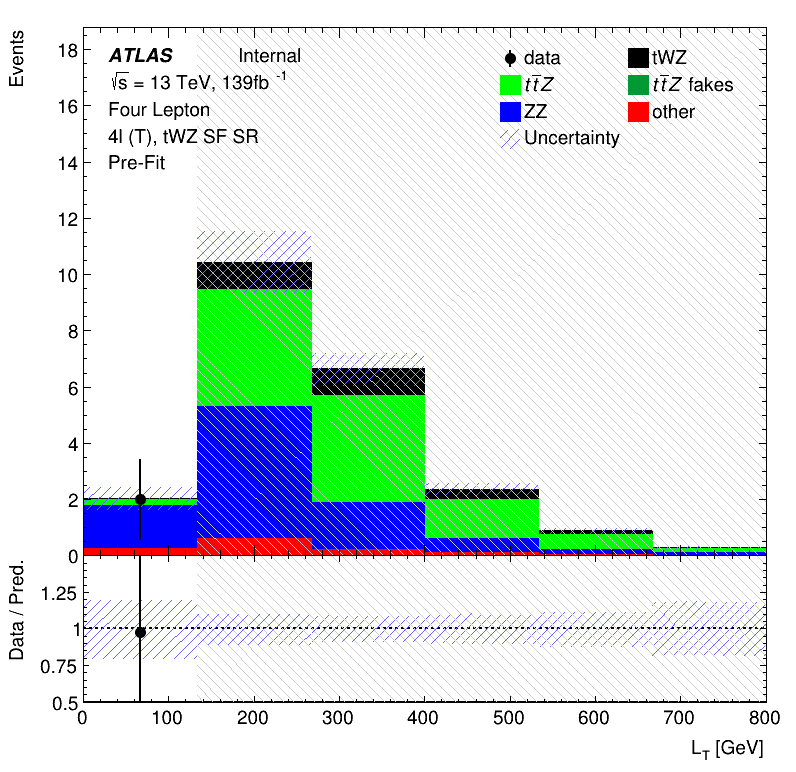 Events
18
16
14
12
10
8
6
4
2
0
ATLAS Internal
√s = 13 TeV, 139fb⁻¹
Four Lepton
4l (T), tWZ SF SR
Pre-Fit
data
tWZ
tt̄Z
tt̄Z fakes
ZZ
other
Uncertainty
Data / Pred.
1.25
1
0.75
0.5
0 100 200 300 400 500 600 700 800
L_T [GeV]